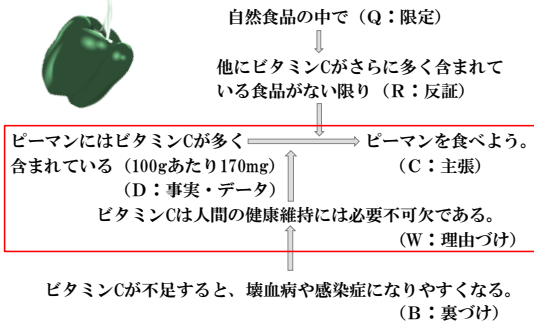 自然食品の中で（Q：限定）
他にビタミンCがさらに多く含まれて
いる食品がない限り（R：反証）
ピーマンにはビタミンCが多く
含まれている（100gあたり170mg）
（D：事実・データ）
ピーマンを食べよう。
（C：主張）
ビタミンCは人間の健康維持には必要不可欠である。
（W：理由づけ）
ビタミンCが不足すると、壊血病や感染症になりやすくなる。
（B：裏づけ）